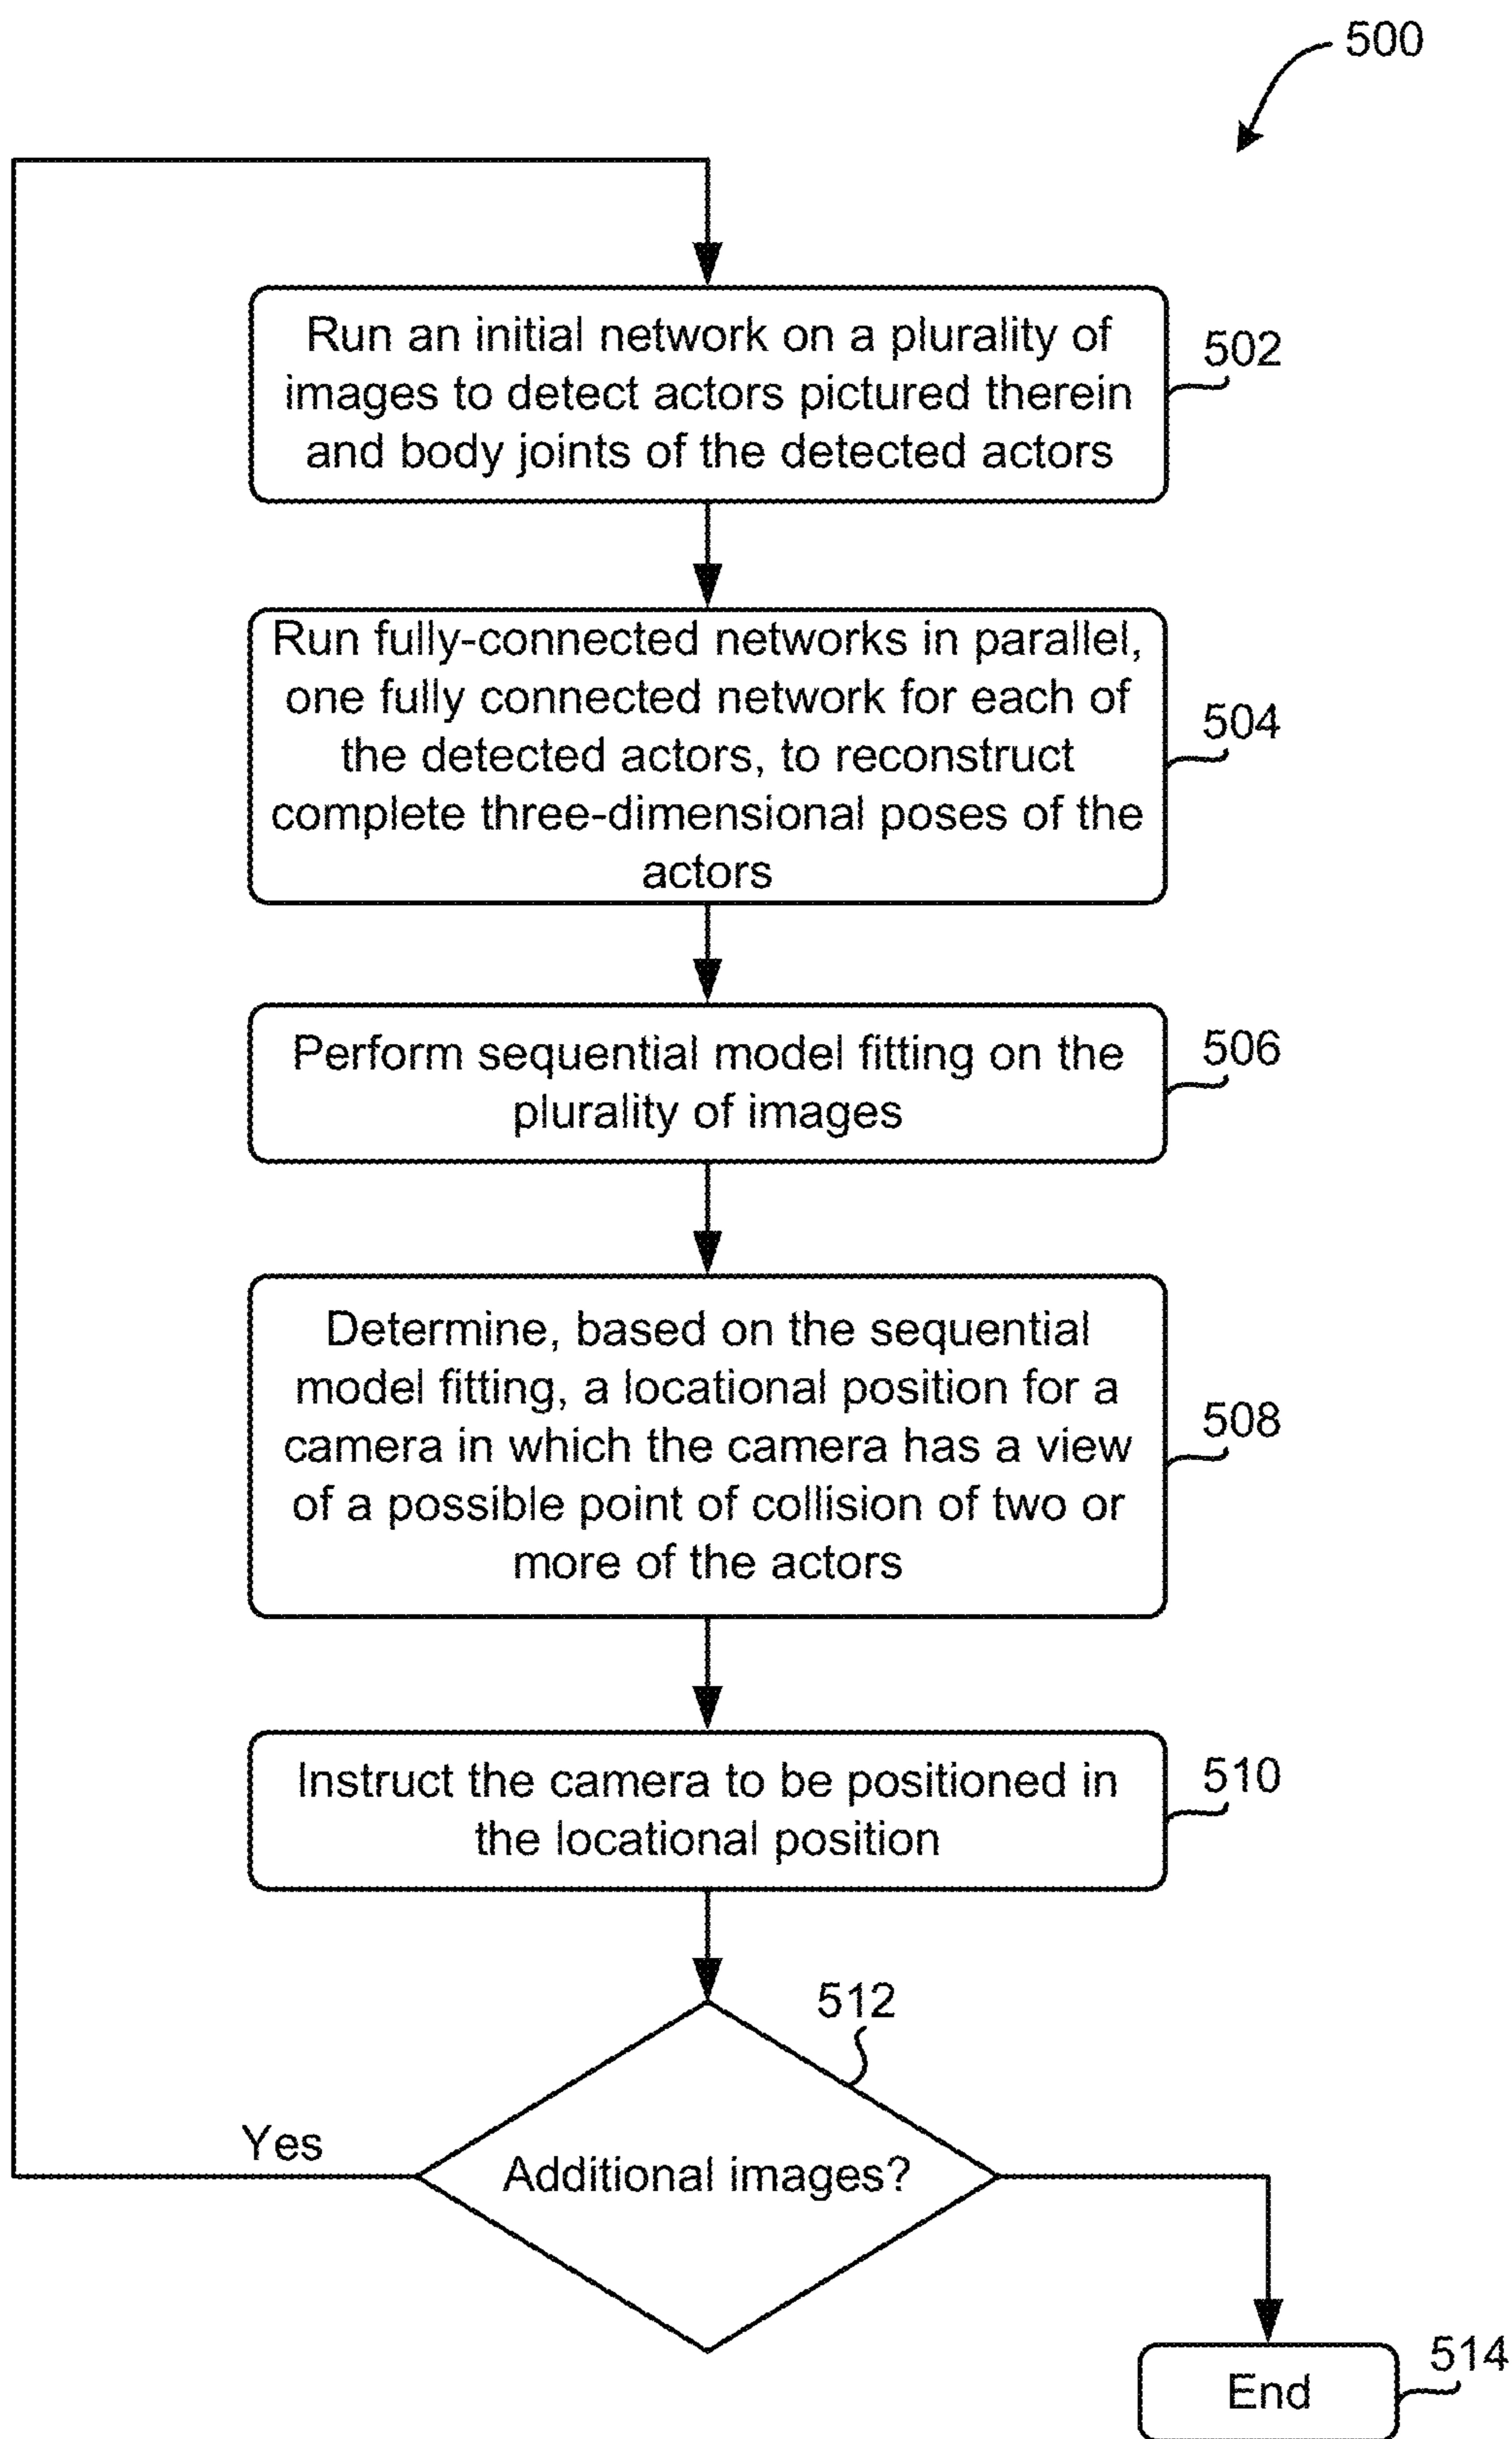 500
Run an initial network on a plurality of
images to detect actors pictured therein
and body joints of the detected actors
502
Run fully-connected networks in parallel,
one fully connected network for each of
the detected actors, to reconstruct
complete three-dimensional poses of the
actors
504
Perform sequential model fitting on the
plurality of images
506
Determine, based on the sequential
model fitting, a locational position for a
camera in which the camera has a view
of a possible point of collision of two or
more of the actors
508
Instruct the camera to be positioned in
the locational position
510
512
Yes
Additional images?
514
End